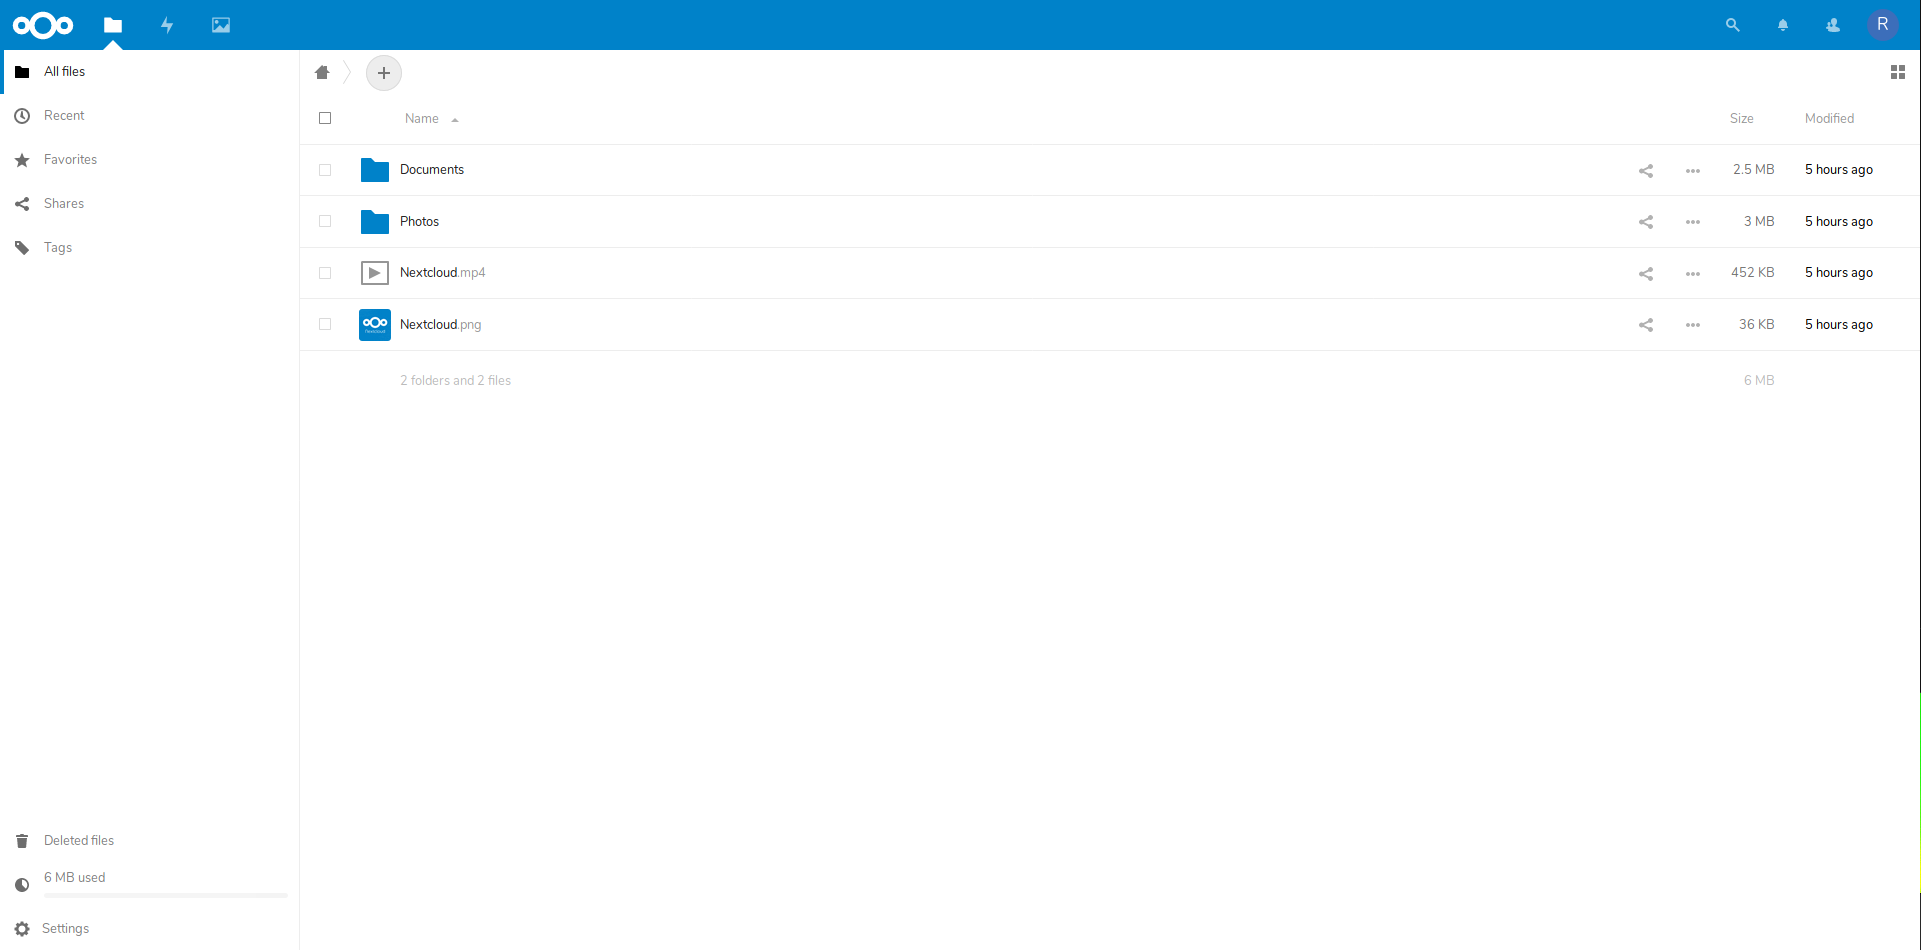 R
All files
Recent
Favorites
Shares
Tags
Name Size Modified
Documents 2.5 MB 5 hours ago
Photos 3 MB 5 hours ago
Nextcloud.mp4 452 KB 5 hours ago
Nextcloud.png 36 KB 5 hours ago
2 folders and 2 files 6 MB
Deleted files
6 MB used
Settings